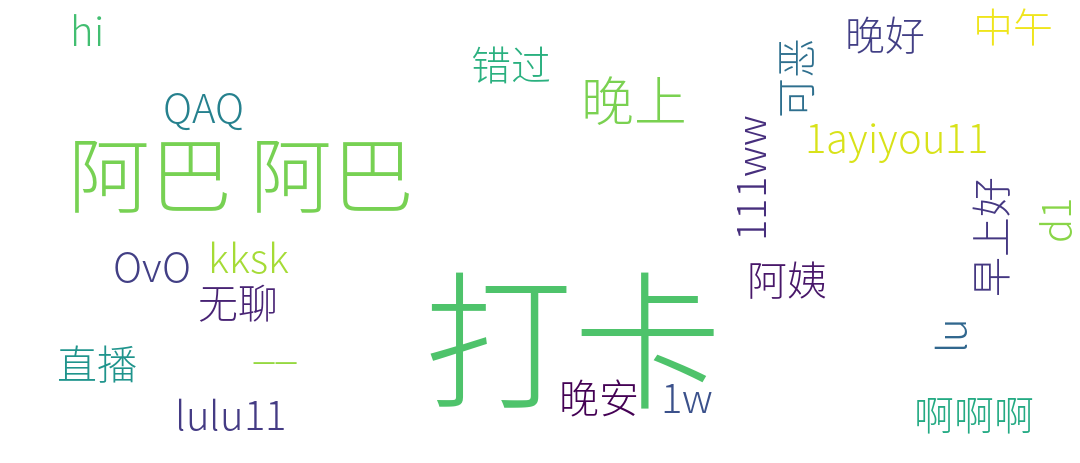 hi
错过
晚好
中午
可恶
QAQ
晚上
阿巴 阿巴
111ww
1ayiyou11
早上好
d1
OvO
kksk
无聊
阿姨
打卡
直播
一一
lu
晚安
1w
lulu11
啊啊啊